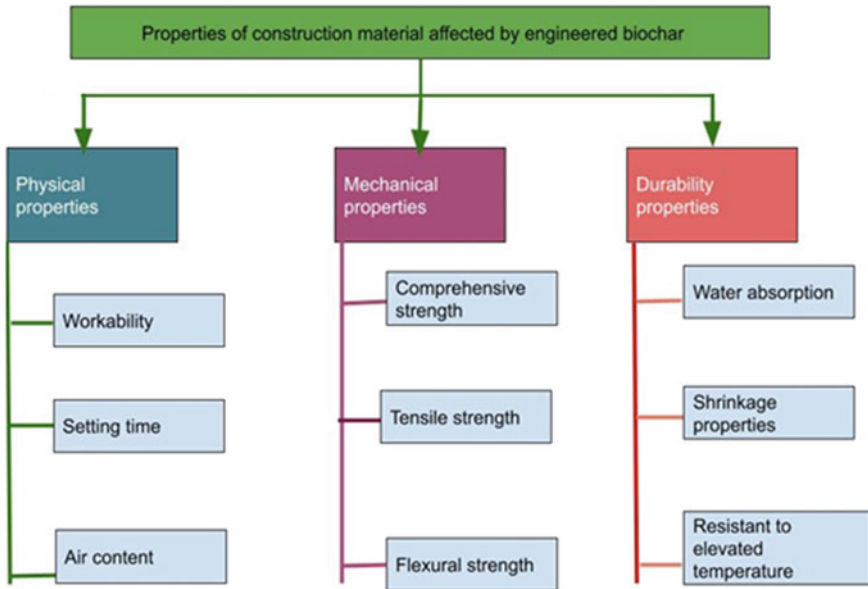 Properties of construction material affected by engineered biochar
Physical
properties
Workability
Setting time
Air content
Mechanical
properties
Comprehensive
strength
Tensile strength
Flexural strength
Durability
properties
Water absorption
Shrinkage
properties
Resistant to
elevated
temperature